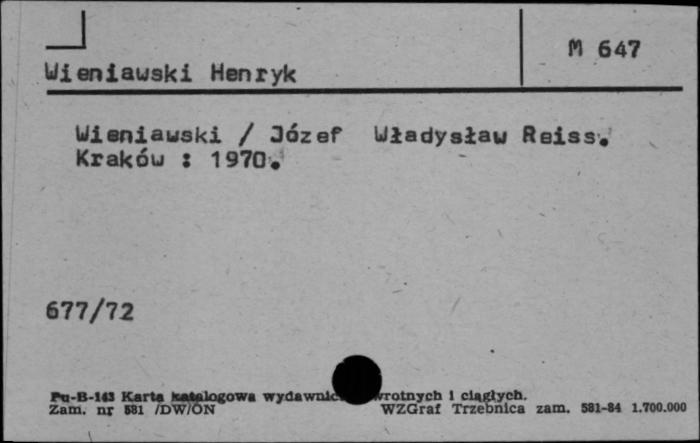 M 647
Wieniawski Henryk
Wieniawski / Józef Władysław Reiss.
Kraków : 1970.
677/72
Pu-B-143 Karta katalogowa wydawnic rotnych i ciągłych.
Zam. nr 581 /DW/ON WZGraf Trzebnica zam. 581-84 1.700.000